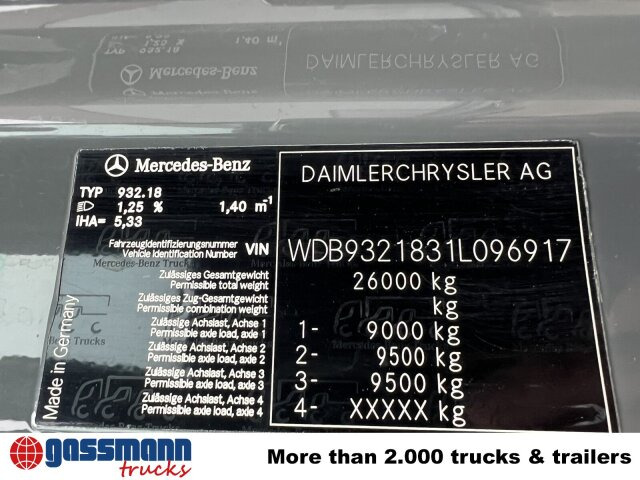 Mercedes-Benz
DAIMLERCHRYSLER AG
TYP 932.18
1,25 % 1,40 m⁻¹
IHA= 5,33
Fahrzeugidentifizierungsnummer
Vehicle Identification Number
VIN
WDB9321831L096917
Zulässiges Gesamtgewicht
Permissible total weight
26000 kg
Zulässiges Zug-Gesamtgewicht
Permissible combination weight
kg
Zulässige Achslast, Achse 1
Permissible axle load, axle 1
1- 9000 kg
Zulässige Achslast, Achse 2
Permissible axle load, axle 2
2- 9500 kg
Zulässige Achslast, Achse 3
Permissible axle load, axle 3
3- 9500 kg
Zulässige Achslast, Achse 4
Permissible axle load, axle 4
4- XXXXX kg
Made in Germany
gassmann
trucks
More than 2.000 trucks & trailers